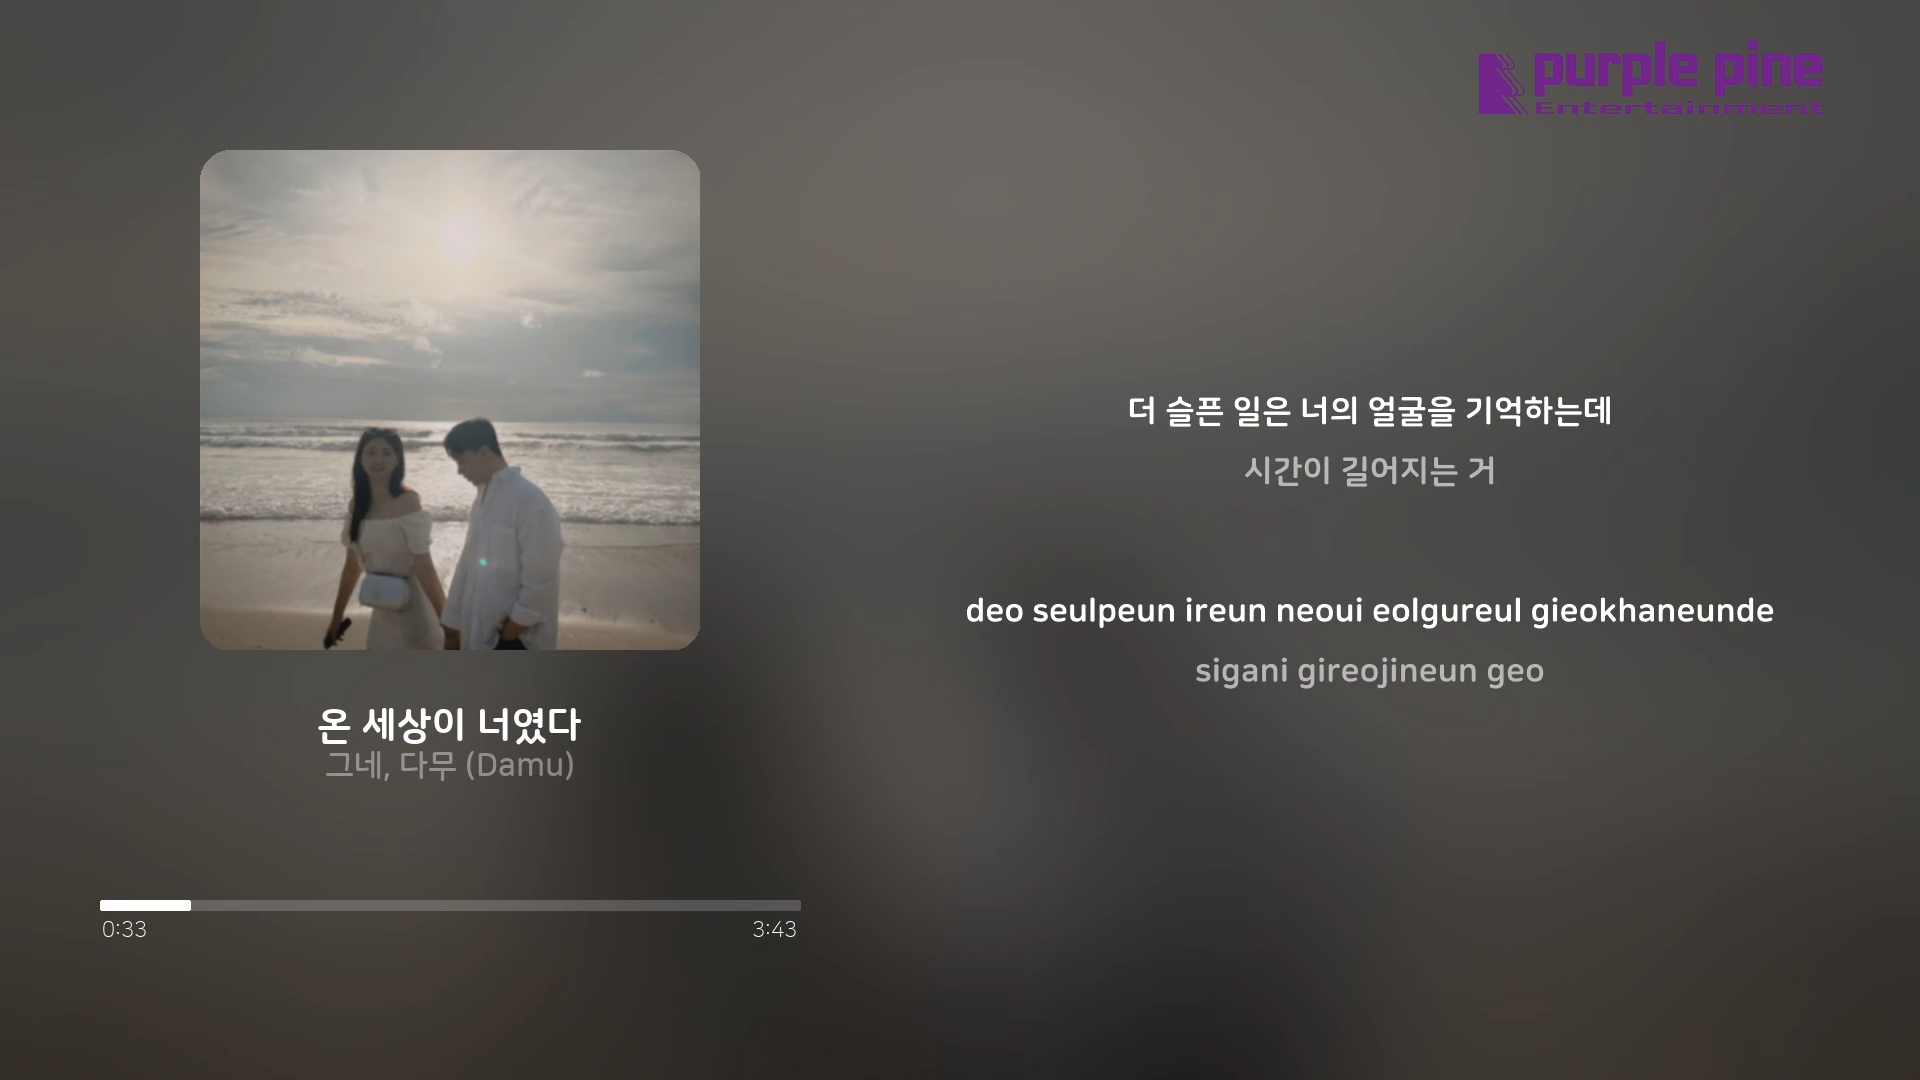 purple pine
Entertainment
더 슬픈 일은 너의 얼굴을 기억하는데
시간이 길어지는 거
deo seulpeun ireun neoui eolgureul gieokhaneunde
sigani gireojineun geo
온 세상이 너였다
그네, 다무 (Damu)
0:33
3:43